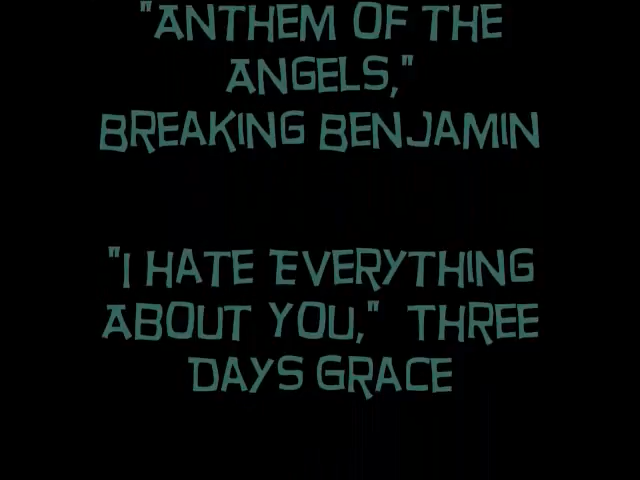 "ANTHEM OF THE
ANGELS,"
BREAKING BENJAMIN
"I HATE EVERYTHING
ABOUT YOU," THREE
DAYS GRACE